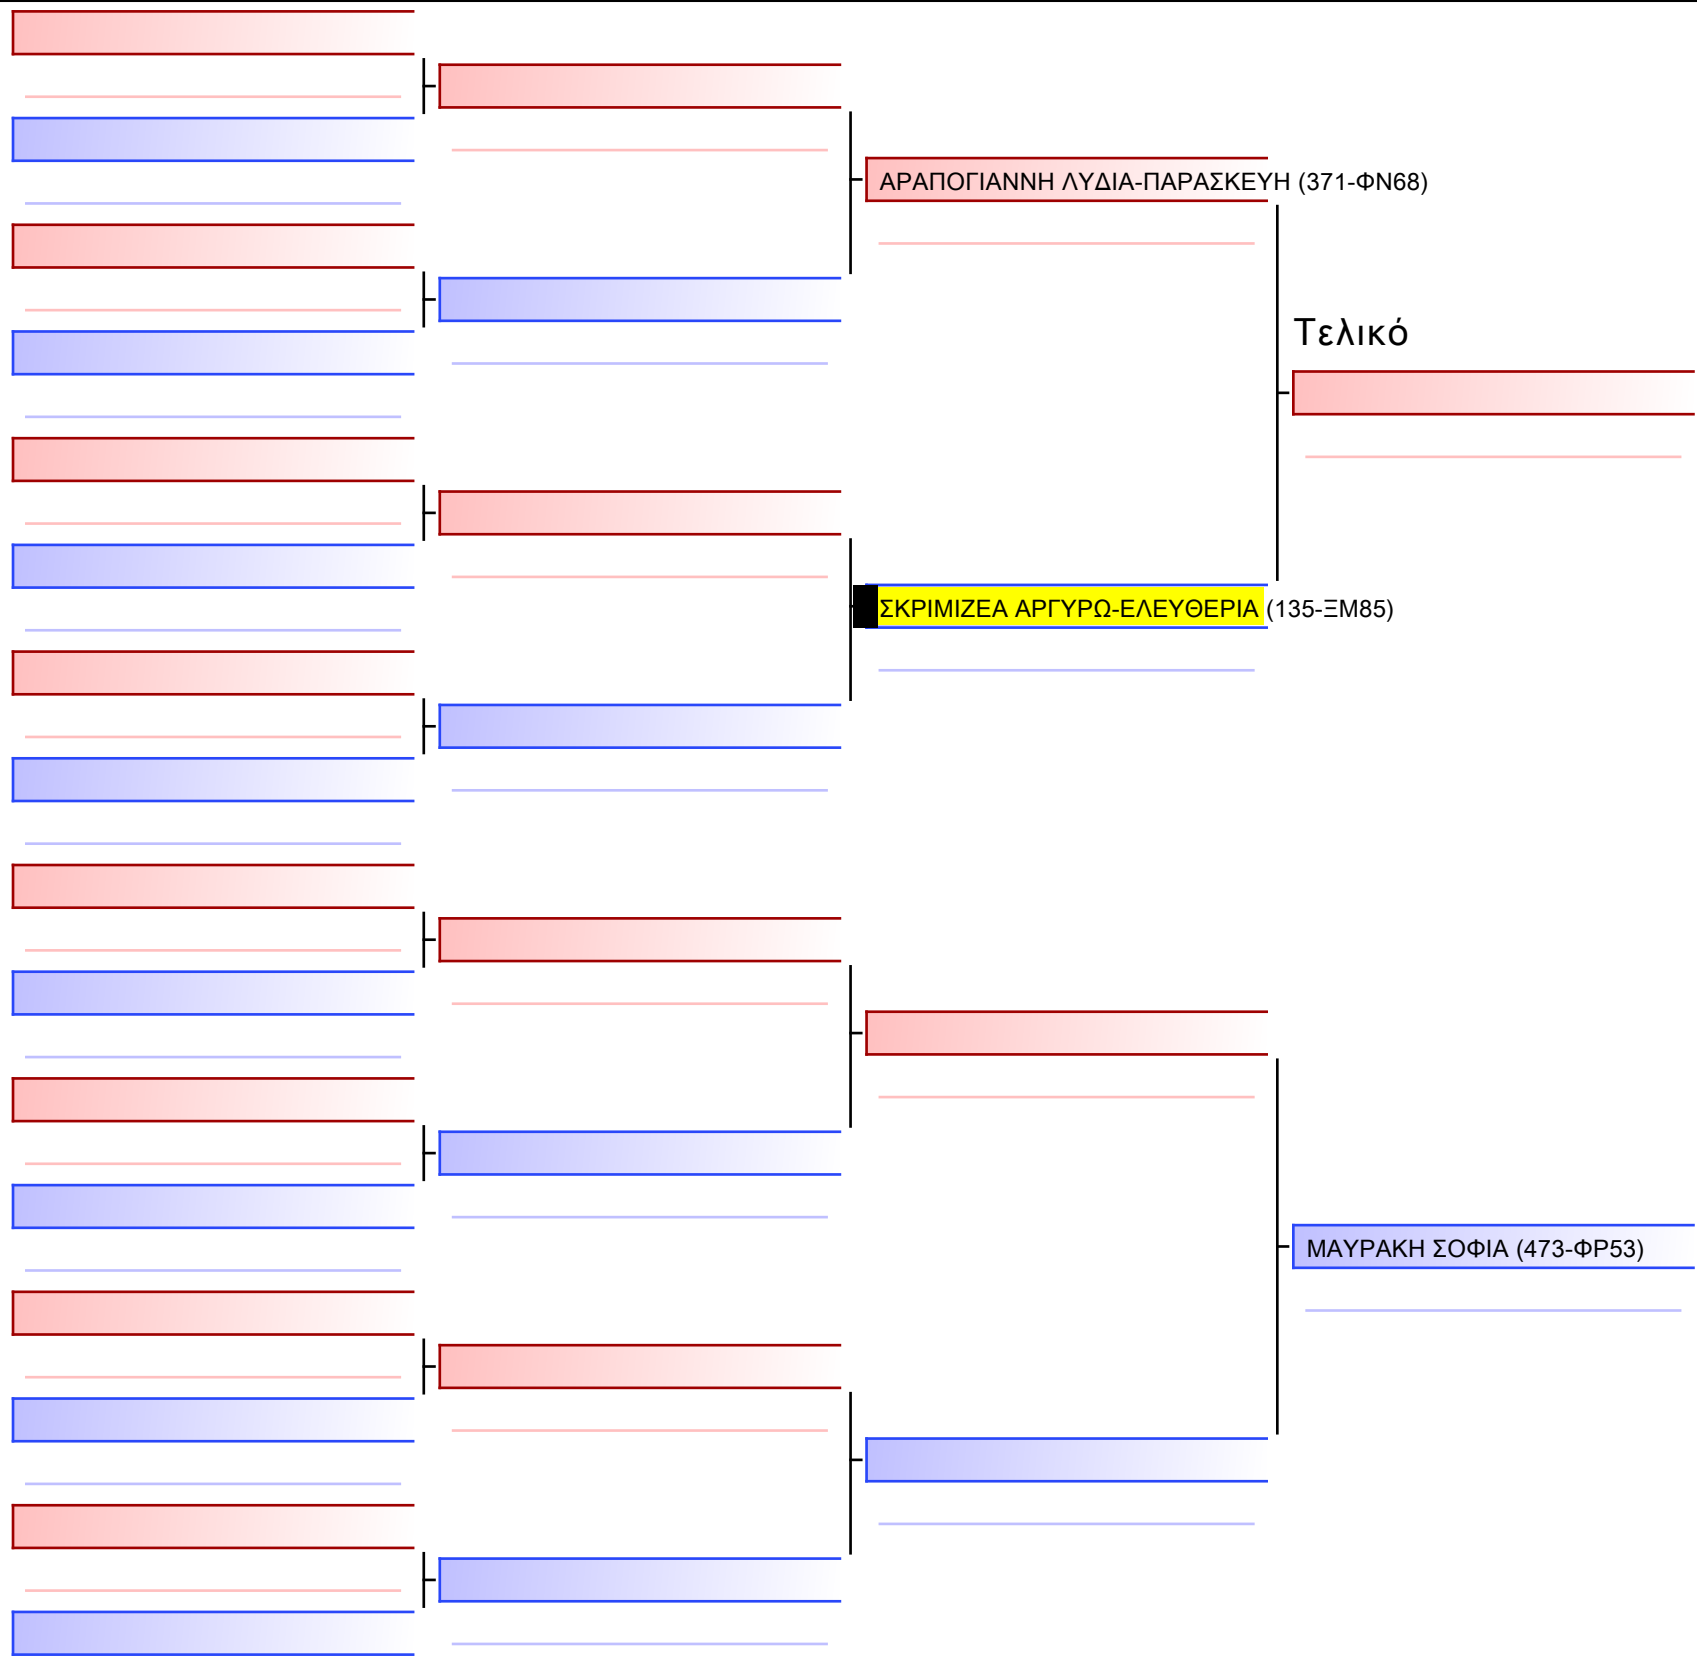 ΑΡΑΠΟΓΙΑΝΝΗ ΛΥΔΙΑ-ΠΑΡΑΣΚΕΥΗ (371-ΦΝ68)
Τελικό
ΣΚΡΙΜΙΖΕΑ ΑΡΓΥΡΩ-ΕΛΕΥΘΕΡΙΑ (135-ΞΜ85)
ΜΑΥΡΑΚΗ ΣΟΦΙΑ (473-ΦΡ53)